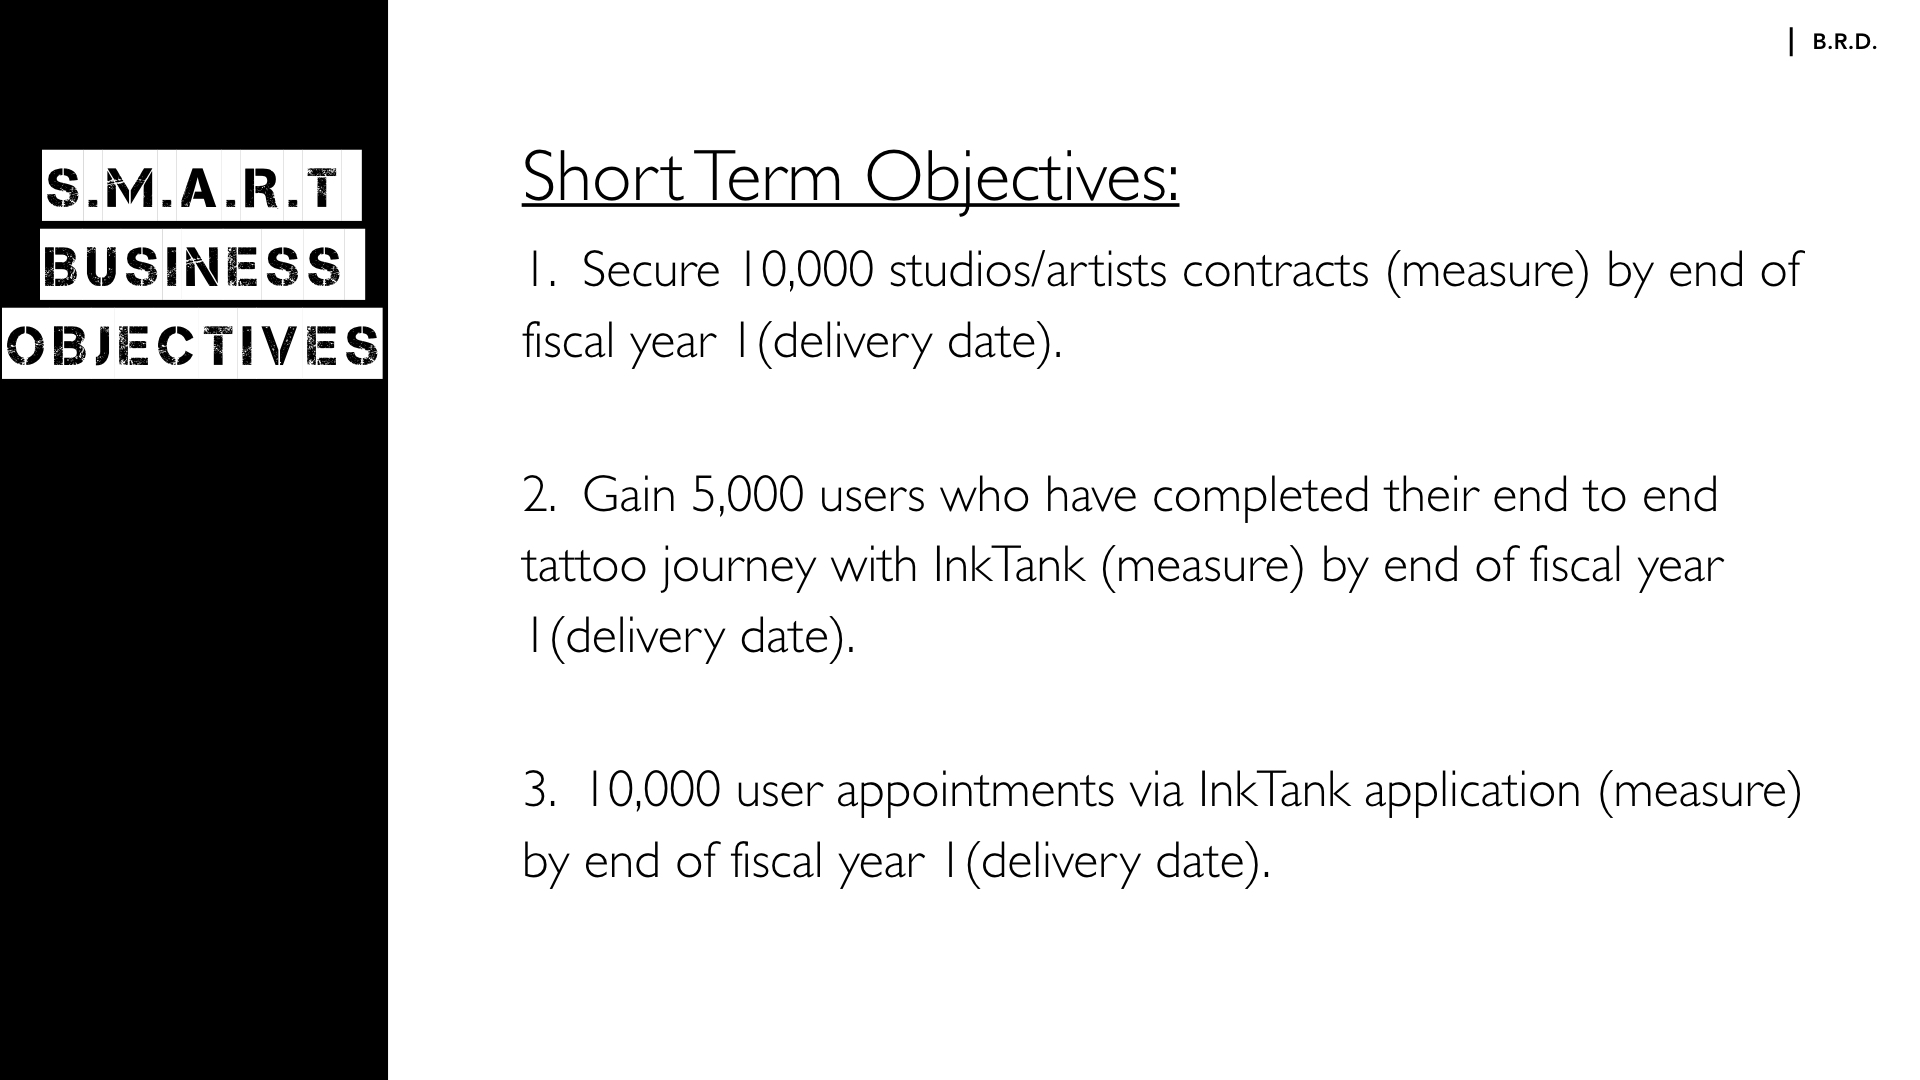 | B.R.D.
S.M.A.R.T
BUSINESS
OBJECTIVES
Short Term Objectives:
1. Secure 10,000 studios/artists contracts (measure) by end of
fiscal year 1(delivery date).
2. Gain 5,000 users who have completed their end to end
tattoo journey with InkTank (measure) by end of fiscal year
1(delivery date).
3. 10,000 user appointments via InkTank application (measure)
by end of fiscal year 1(delivery date).